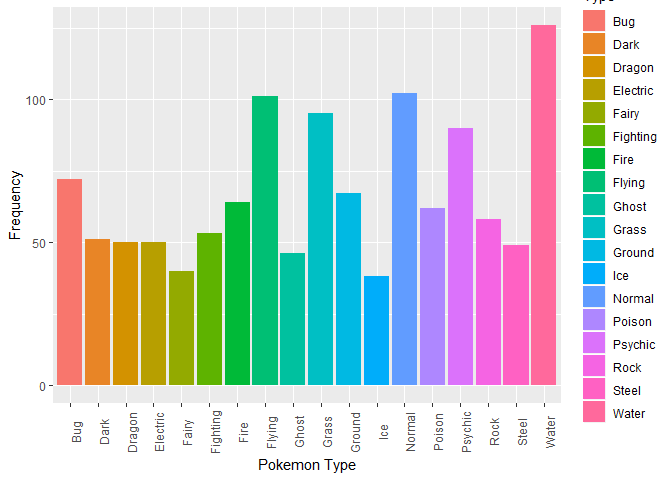 Type
Bug
Dark
Dragon
Electric
Fairy
Fighting
Fire
Flying
Ghost
Grass
Ground
Ice
Normal
Poison
Psychic
Rock
Steel
Water
Frequency
100
50
0
Bug
Dark
Dragon
Electric
Fairy
Fighting
Fire
Flying
Ghost
Grass
Ground
Ice
Normal
Poison
Psychic
Rock
Steel
Water
Pokemon Type